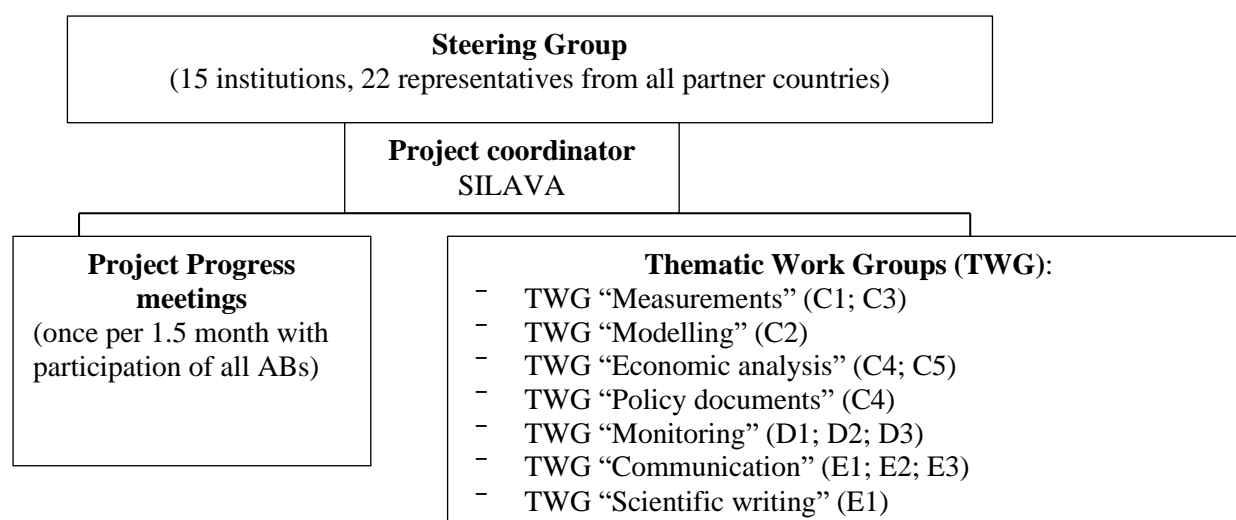 Steering Group
(15 institutions, 22 representatives from all partner countries)
Project coordinator
SILAVA
Project Progress
meetings
(once per 1.5 month with
participation of all ABs)
Thematic Work Groups (TWG):
- TWG “Measurements” (C1; C3)
- TWG “Modelling” (C2)
- TWG “Economic analysis” (C4; C5)
- TWG “Policy documents” (C4)
- TWG “Monitoring” (D1; D2; D3)
- TWG “Communication” (E1; E2; E3)
- TWG “Scientific writing” (E1)